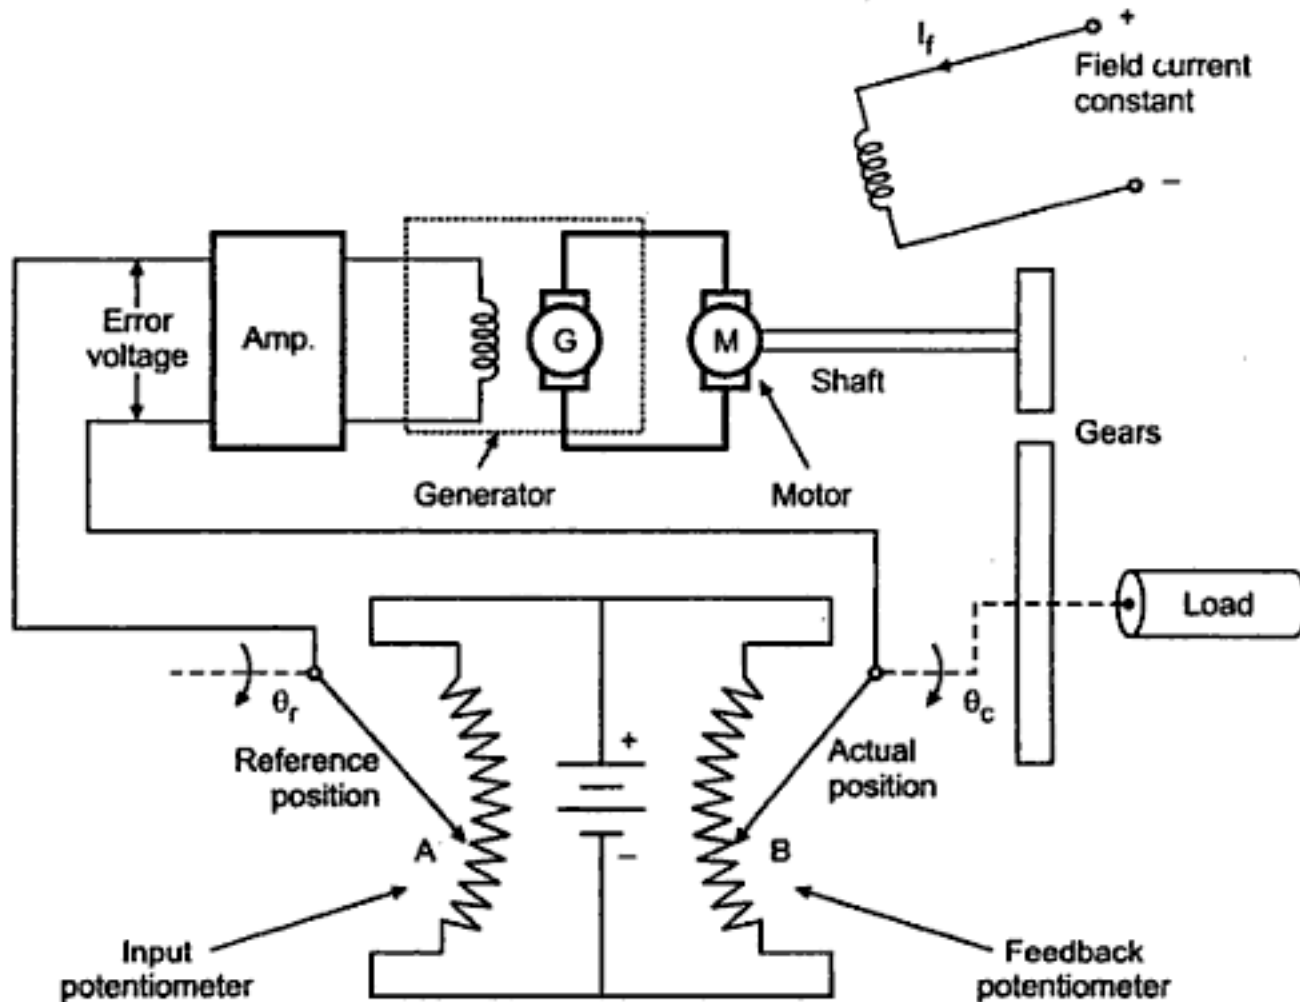 I_f
+
Field current
constant
–
Error
voltage
Amp.
G
M
Shaft
Gears
Generator
Motor
Load
θ_r
θ_c
Reference
position
+
Actual
position
A
–
B
Input
potentiometer
Feedback
potentiometer